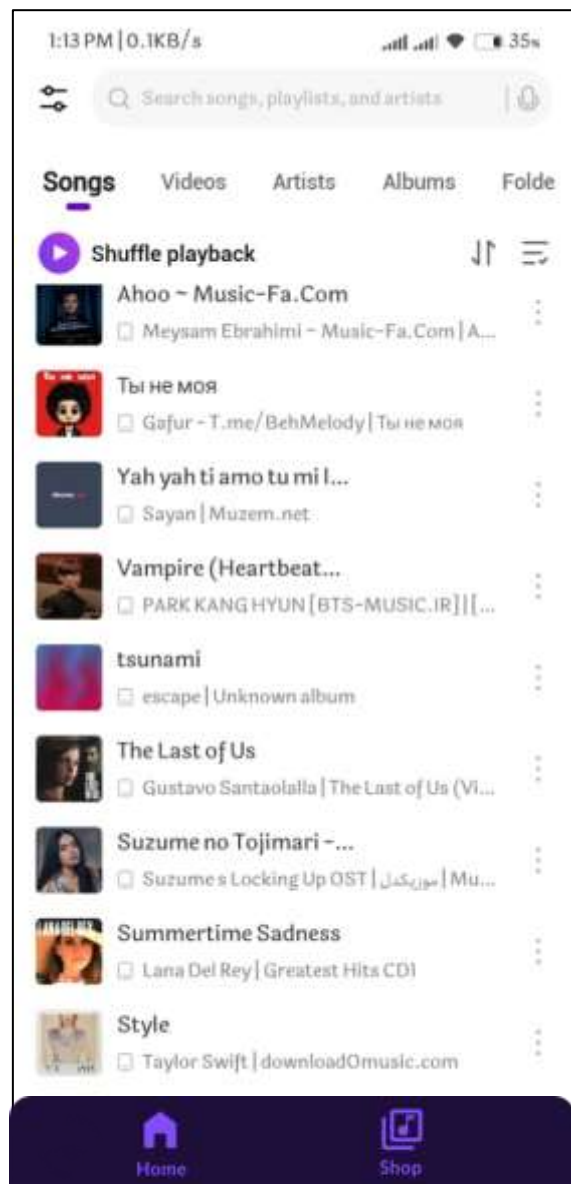 1:13 PM | 0.1KB/s 35%
Search songs, playlists, and artists
Songs Videos Artists Albums Folde
Shuffle playback
Ahoo ~ Music-Fa.Com
Meysam Ebrahimi - Music-Fa.Com | A...
Ты не моя
Gafur - T.me/BehMelody | Ты не моя
Yah yah ti amo tu mi l...
Sayan | Muzem.net
Vampire (Heartbeat...
PARK KANG HYUN [BTS-MUSIC.IR] | [...
tsunami
escape | Unknown album
The Last of Us
Gustavo Santaolalla | The Last of Us (Vi...
Suzume no Tojimari -...
Suzume s Locking Up OST | موزیکدل | Mu...
LANA DEL REY
Summertime Sadness
Lana Del Rey | Greatest Hits CD1
Style
Taylor Swift | download0music.com
Home Shop